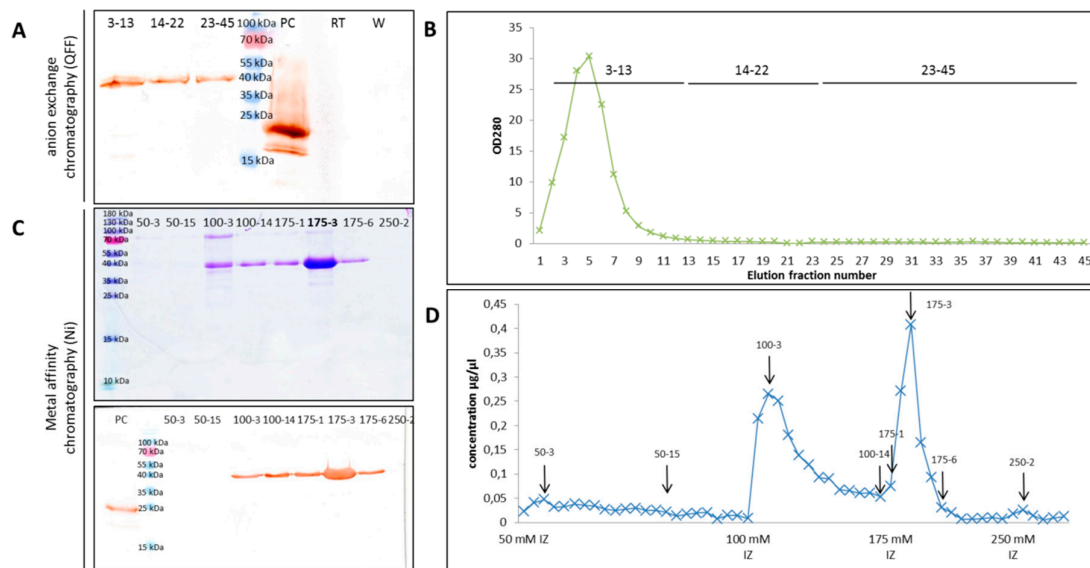 A
anion exchange
chromatography (QFF)
3-13 14-22 23-45 PC RT W
100 kDa
70 kDa
55 kDa
40 kDa
35 kDa
25 kDa
15 kDa
B
OD280
35
30
25
20
15
10
5
0
3-13 14-22 23-45
1 3 5 7 9 11 13 15 17 19 21 23 25 27 29 31 33 35 37 39 41 43 45
Elution fraction number
C
Metal affinity
chromatography (Ni)
50-3 50-15 100-3 100-14 175-1 175-3 175-6 250-2
180 kDa
130 kDa
100 kDa
70 kDa
55 kDa
40 kDa
35 kDa
25 kDa
15 kDa
10 kDa
PC 50-3 50-15 100-3 100-14 175-1 175-3 175-6 250-2
100 kDa
70 kDa
55 kDa
40 kDa
35 kDa
25 kDa
15 kDa
D
concentration µg/µl
0,45
0,4
0,35
0,3
0,25
0,2
0,15
0,1
0,05
0
50-3
50-15
100-3
100-14
175-1
175-3
175-6
250-2
50 mM IZ
100 mM
IZ
175 mM
IZ
250 mM
IZ